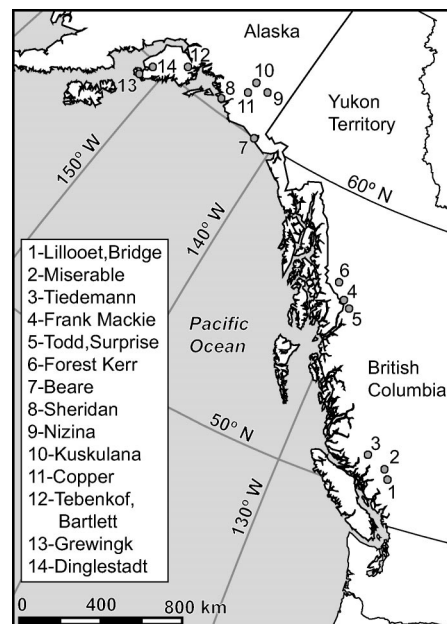 Alaska
14
12
13
8
10
11
9
7
Yukon
Territory
150° W
60° N
140° W
6
4
5
Pacific
Ocean
British
Columbia
50° N
130° W
3
2
1
1-Lillooet,Bridge
2-Miserable
3-Tiedemann
4-Frank Mackie
5-Todd,Surprise
6-Forest Kerr
7-Beare
8-Sheridan
9-Nizina
10-Kuskulana
11-Copper
12-Tebenkof,
Bartlett
13-Grewingk
14-Dinglestadt
0 400 800 km